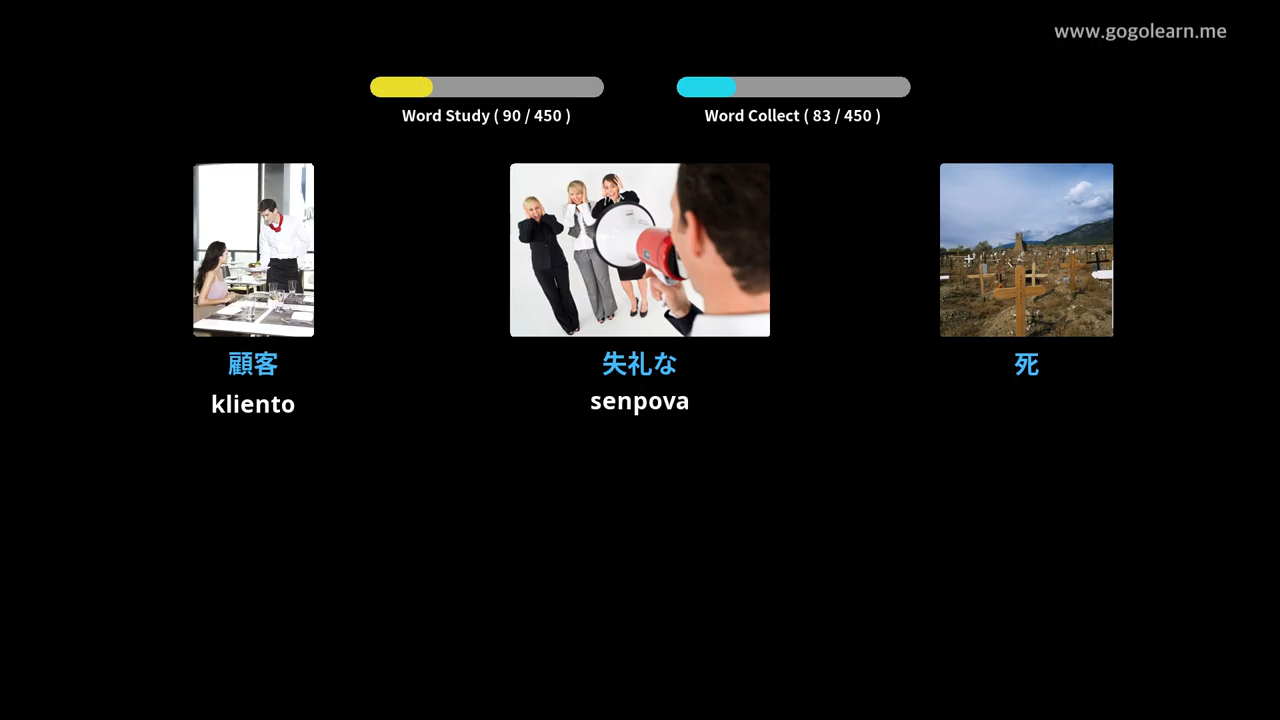 www.gogolearn.me
Word Study ( 90 / 450 )
Word Collect ( 83 / 450 )
顧客
失礼な
死
kliento
senpova